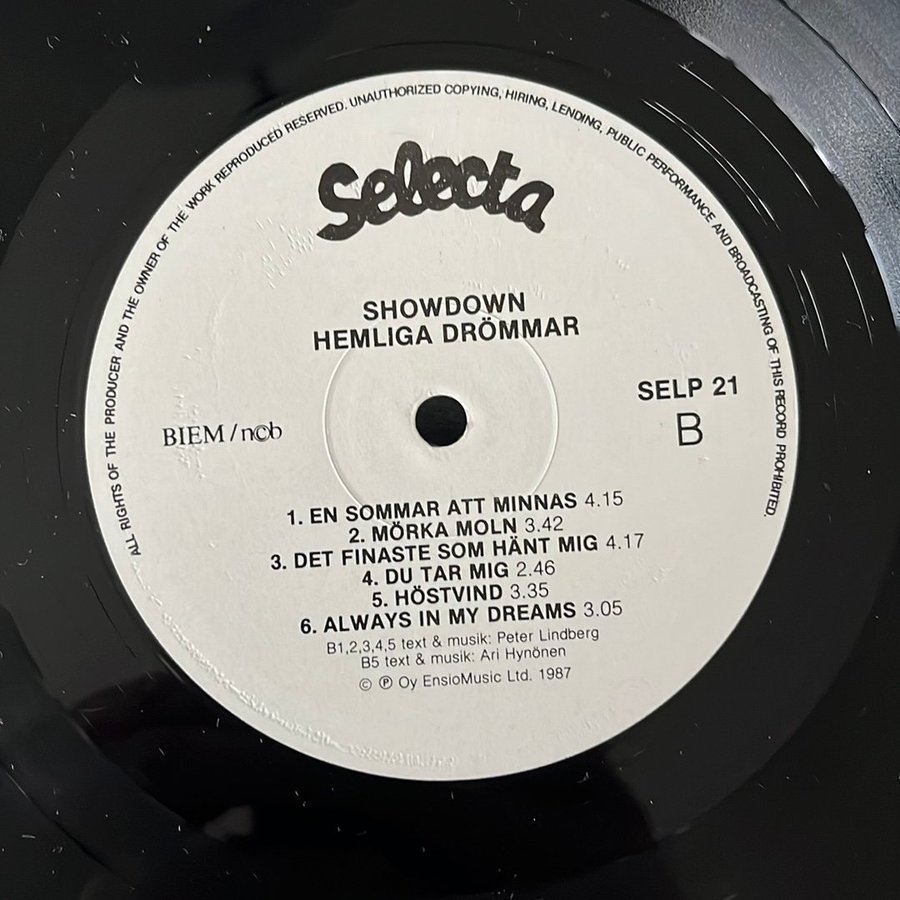 ALL RIGHTS OF THE PRODUCER AND THE OWNER OF THE WORK REPRODUCED RESERVED. UNAUTHORIZED COPYING, HIRING, LENDING, PUBLIC PERFORMANCE AND BROADCASTING OF THIS RECORD PROHIBITED.
Selecta
SHOWDOWN
HEMLIGA DRÖMMAR
SELP 21
B
BIEM/n©b
1. EN SOMMAR ATT MINNAS 4.15
2. MÖRKA MOLN 3.42
3. DET FINASTE SOM HÄNT MIG 4.17
4. DU TAR MIG 2.46
5. HÖSTVIND 3.35
6. ALWAYS IN MY DREAMS 3.05
B1,2,3,4,5 text & musik: Peter Lindberg
B5 text & musik: Ari Hynönen
© ℗ Oy EnsioMusic Ltd. 1987